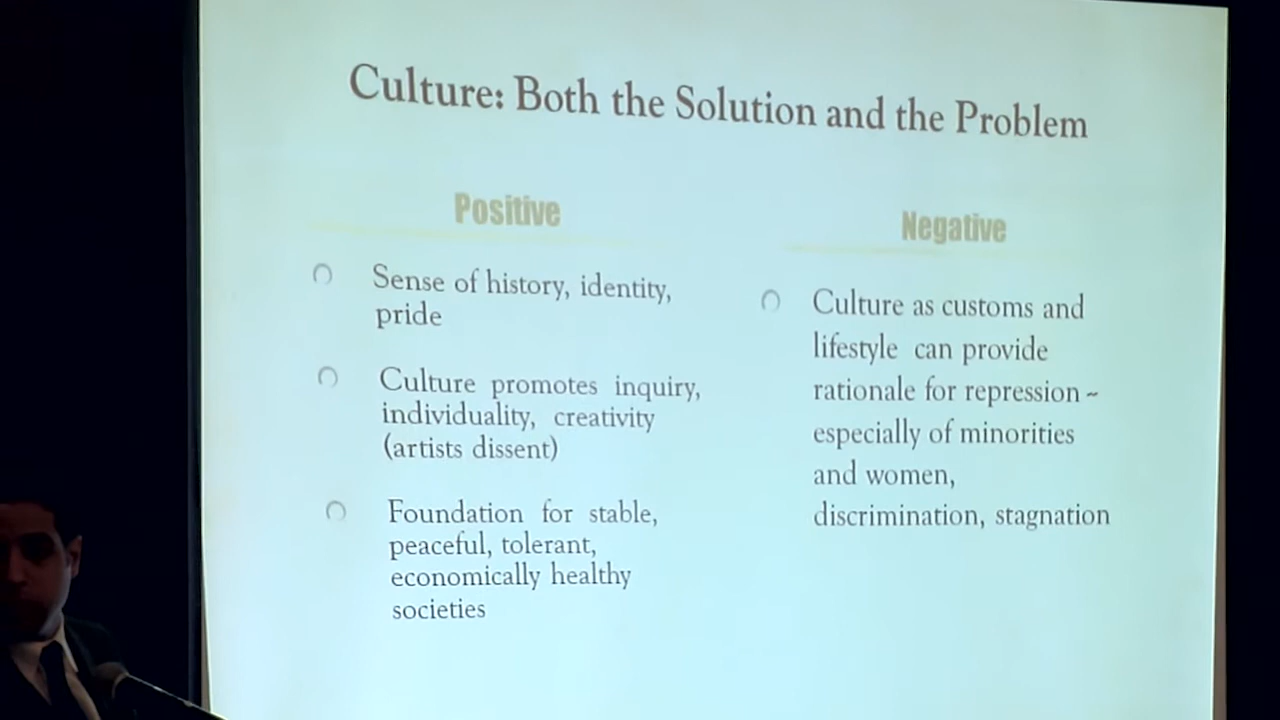 Culture: Both the Solution and the Problem
Positive
Sense of history, identity,
pride
Culture promotes inquiry,
individuality, creativity
(artists dissent)
Foundation for stable,
peaceful, tolerant,
economically healthy
societies
Negative
Culture as customs and
lifestyle can provide
rationale for repression ~
especially of minorities
and women,
discrimination, stagnation